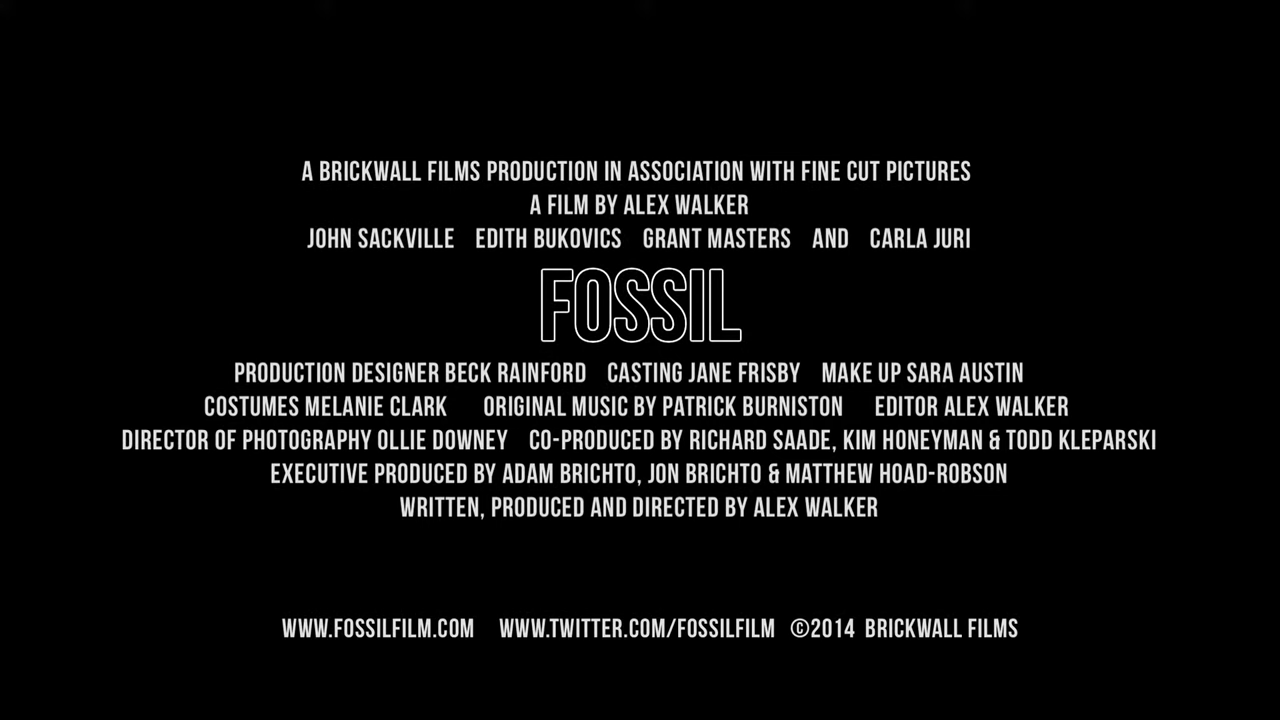 A BRICKWALL FILMS PRODUCTION IN ASSOCIATION WITH FINE CUT PICTURES
A FILM BY ALEX WALKER
JOHN SACKVILLE EDITH BUKOVICS GRANT MASTERS AND CARLA JURI
FOSSIL
PRODUCTION DESIGNER BECK RAINFORD CASTING JANE FRISBY MAKE UP SARA AUSTIN
COSTUMES MELANIE CLARK ORIGINAL MUSIC BY PATRICK BURNISTON EDITOR ALEX WALKER
DIRECTOR OF PHOTOGRAPHY OLLIE DOWNEY CO-PRODUCED BY RICHARD SAADE, KIM HONEYMAN & TODD KLEPARSKI
EXECUTIVE PRODUCED BY ADAM BRICHTO, JON BRICHTO & MATTHEW HOAD-ROBSON
WRITTEN, PRODUCED AND DIRECTED BY ALEX WALKER
WWW.FOSSILFILM.COM WWW.TWITTER.COM/FOSSILFILM ©2014 BRICKWALL FILMS